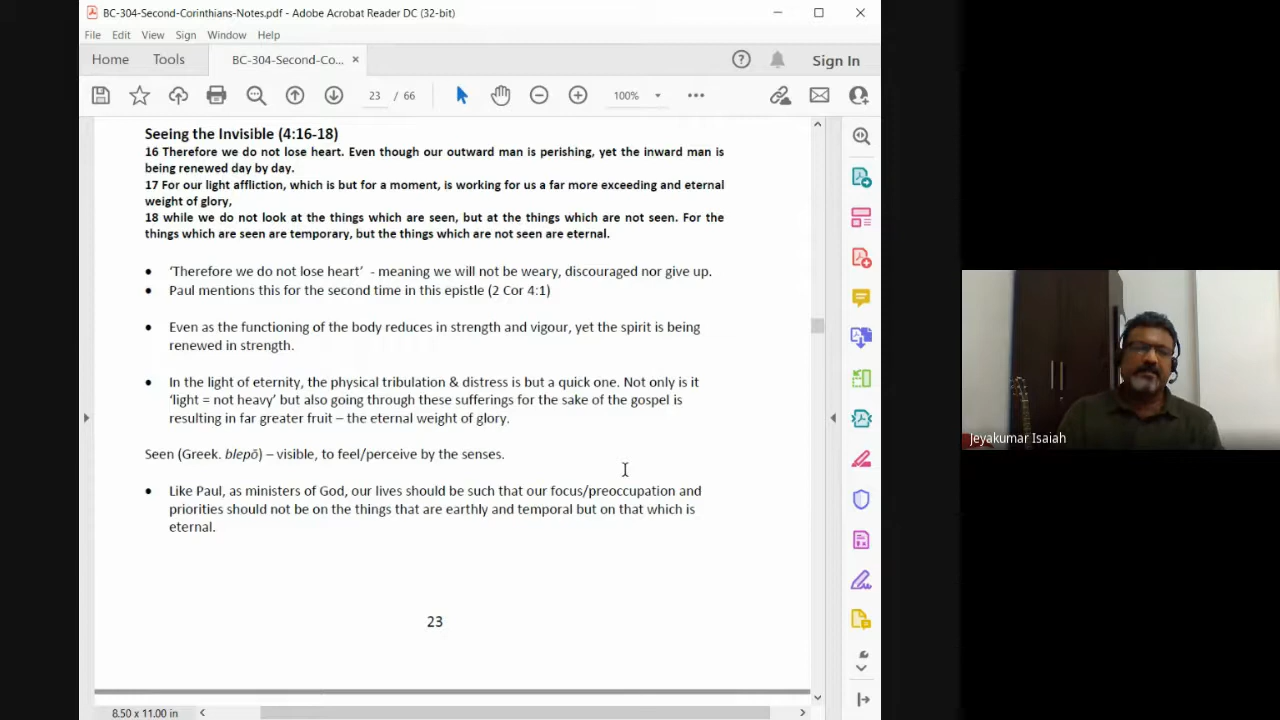 BC-304-Second-Corinthians-Notes.pdf - Adobe Acrobat Reader DC (32-bit)
File Edit View Sign Window Help
Home Tools BC-304-Second-Co... × Sign In
23 / 66 100%
Seeing the Invisible (4:16-18)
16 Therefore we do not lose heart. Even though our outward man is perishing, yet the inward man is
being renewed day by day.
17 For our light affliction, which is but for a moment, is working for us a far more exceeding and eternal
weight of glory,
18 while we do not look at the things which are seen, but at the things which are not seen. For the
things which are seen are temporary, but the things which are not seen are eternal.
• ‘Therefore we do not lose heart’ - meaning we will not be weary, discouraged nor give up.
• Paul mentions this for the second time in this epistle (2 Cor 4:1)
• Even as the functioning of the body reduces in strength and vigour, yet the spirit is being
renewed in strength.
• In the light of eternity, the physical tribulation & distress is but a quick one. Not only is it
‘light = not heavy’ but also going through these sufferings for the sake of the gospel is
resulting in far greater fruit – the eternal weight of glory.
Seen (Greek. blepō) – visible, to feel/perceive by the senses.
• Like Paul, as ministers of God, our lives should be such that our focus/preoccupation and
priorities should not be on the things that are earthly and temporal but on that which is
eternal.
23
8.50 x 11.00 in
Jeyakumar Isaiah